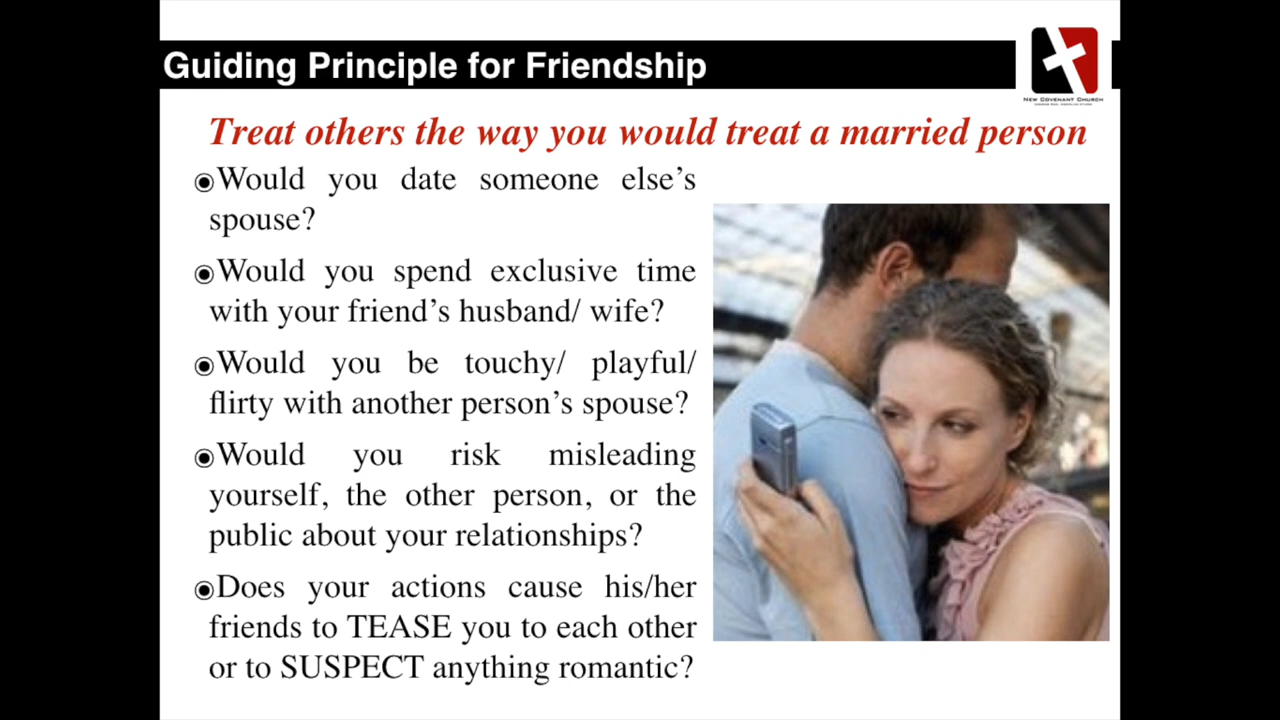 Guiding Principle for Friendship
NEW COVENANT CHURCH
Treat others the way you would treat a married person
Would you date someone else's
spouse?
Would you spend exclusive time
with your friend's husband/ wife?
Would you be touchy/ playful/
flirty with another person's spouse?
Would you risk misleading
yourself, the other person, or the
public about your relationships?
Does your actions cause his/her
friends to TEASE you to each other
or to SUSPECT anything romantic?